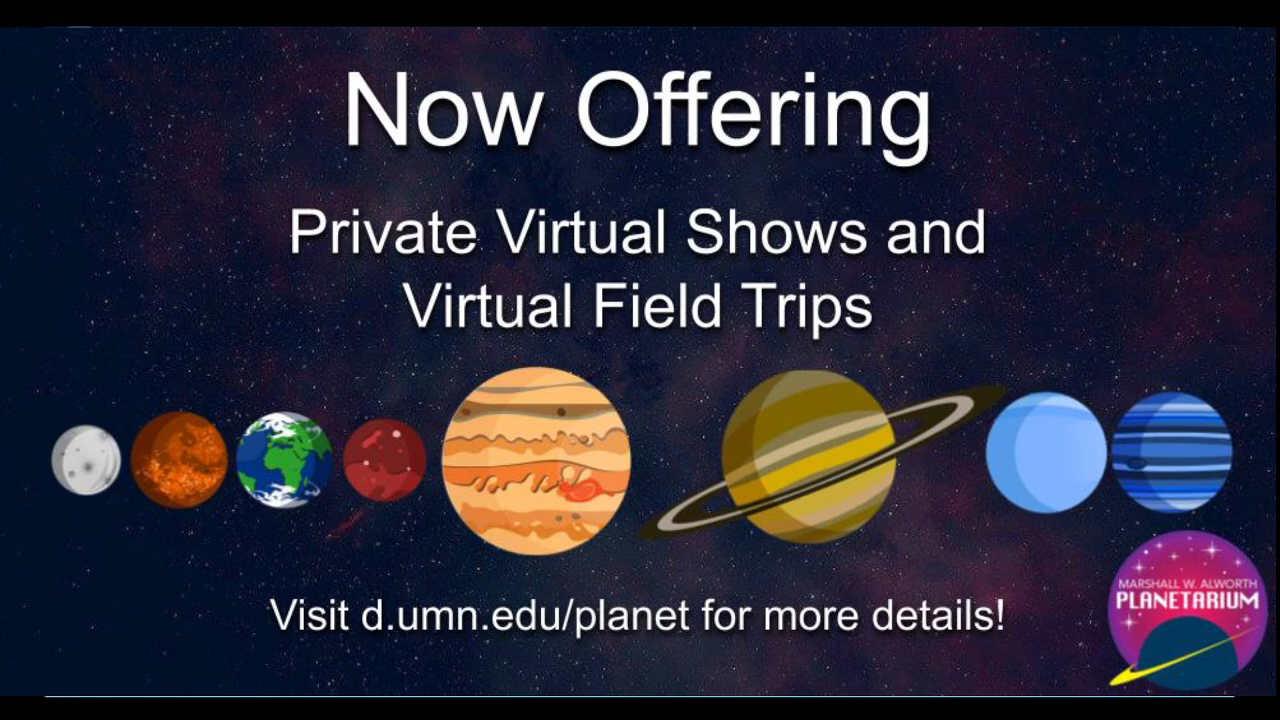 Now Offering
Private Virtual Shows and
Virtual Field Trips
Visit d.umn.edu/planet for more details!
MARSHALL W. ALWORTH
PLANETARIUM